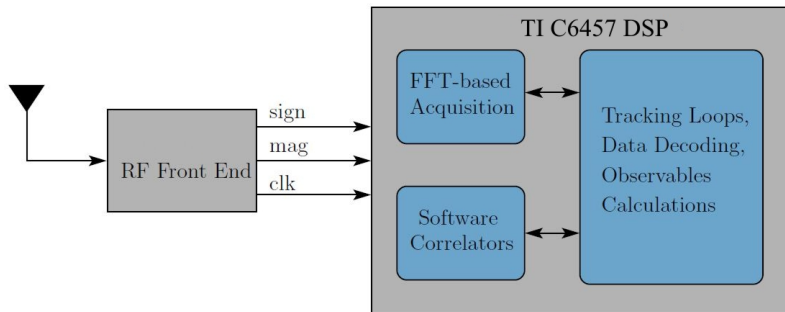 TI C6457 DSP
FFT-based
Acquisition
Tracking Loops,
Data Decoding,
Observables
Calculations
sign
mag
clk
RF Front End
Software
Correlators